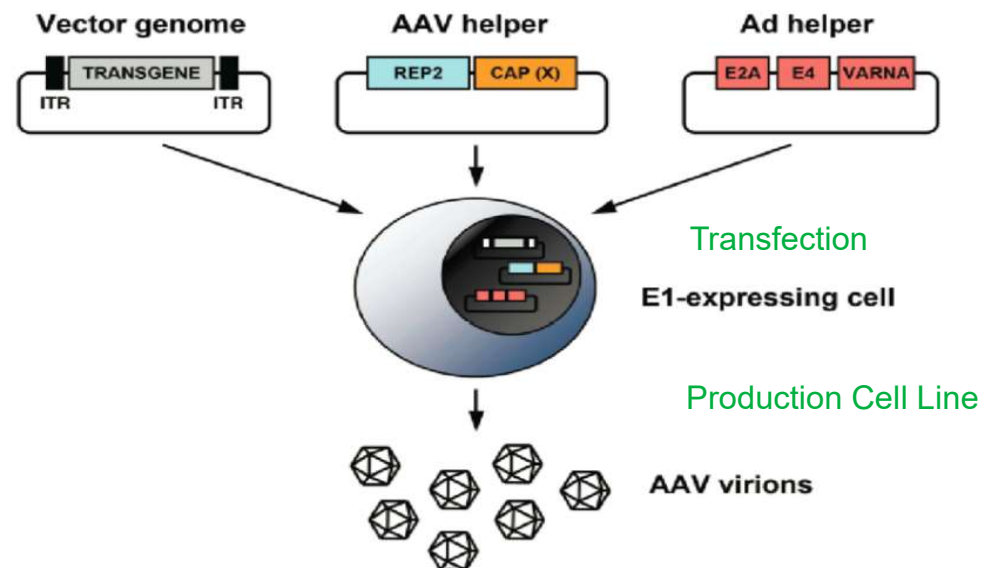 Vector genome
AAV helper
Ad helper
TRANSGENE
ITR
ITR
REP2
CAP (X)
E2A
E4
VARNA
Transfection
E1-expressing cell
Production Cell Line
AAV virions